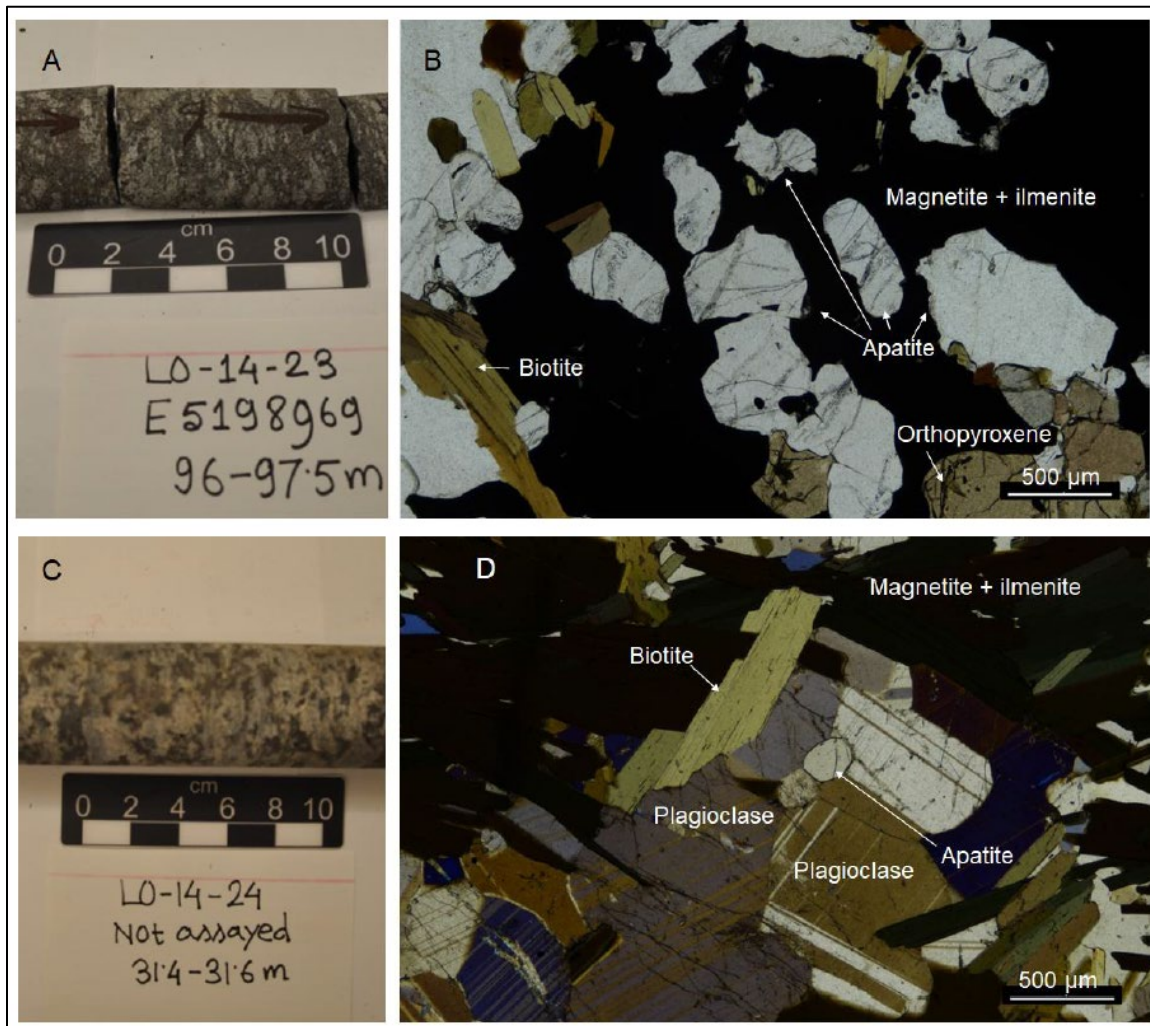 A
cm
0 2 4 6 8 10
LO-14-23
E5198969
96-97.5m
B
Magnetite + ilmenite
Apatite
Biotite
Orthopyroxene
500 µm
C
cm
0 2 4 6 8 10
LO-14-24
Not assayed
31.4-31.6m
D
Magnetite + ilmenite
Biotite
Plagioclase
Plagioclase
Apatite
500 µm